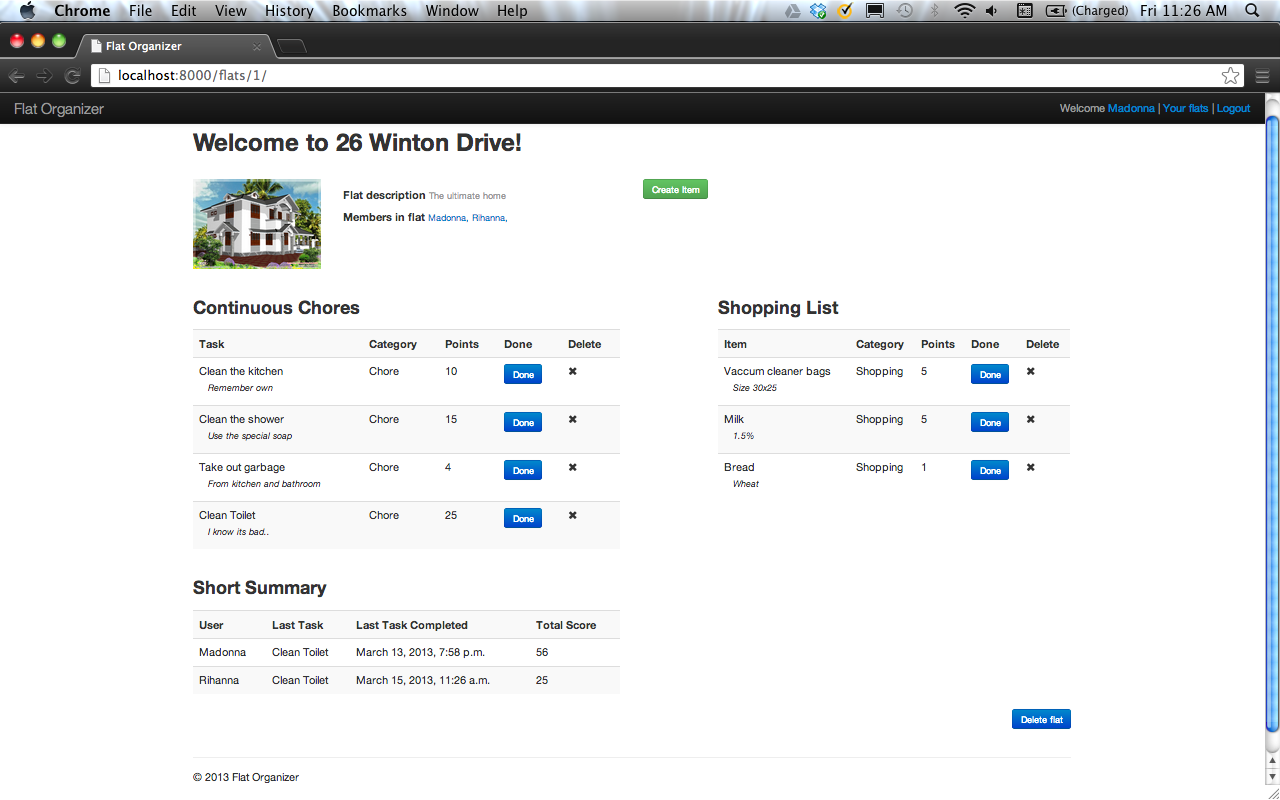 Chrome File Edit View History Bookmarks Window Help (Charged) Fri 11:26 AM
Flat Organizer
localhost:8000/flats/1/
Flat Organizer Welcome Madonna | Your flats | Logout
Welcome to 26 Winton Drive!
Flat description The ultimate home
Members in flat Madonna, Rihanna,
Create Item
Continuous Chores
Task Category Points Done Delete
Clean the kitchen Chore 10 Done ✖
Remember own
Clean the shower Chore 15 Done ✖
Use the special soap
Take out garbage Chore 4 Done ✖
From kitchen and bathroom
Clean Toilet Chore 25 Done ✖
I know its bad..
Shopping List
Item Category Points Done Delete
Vaccum cleaner bags Shopping 5 Done ✖
Size 30x25
Milk Shopping 5 Done ✖
1.5%
Bread Shopping 1 Done ✖
Wheat
Short Summary
User Last Task Last Task Completed Total Score
Madonna Clean Toilet March 13, 2013, 7:58 p.m. 56
Rihanna Clean Toilet March 15, 2013, 11:26 a.m. 25
Delete flat
© 2013 Flat Organizer